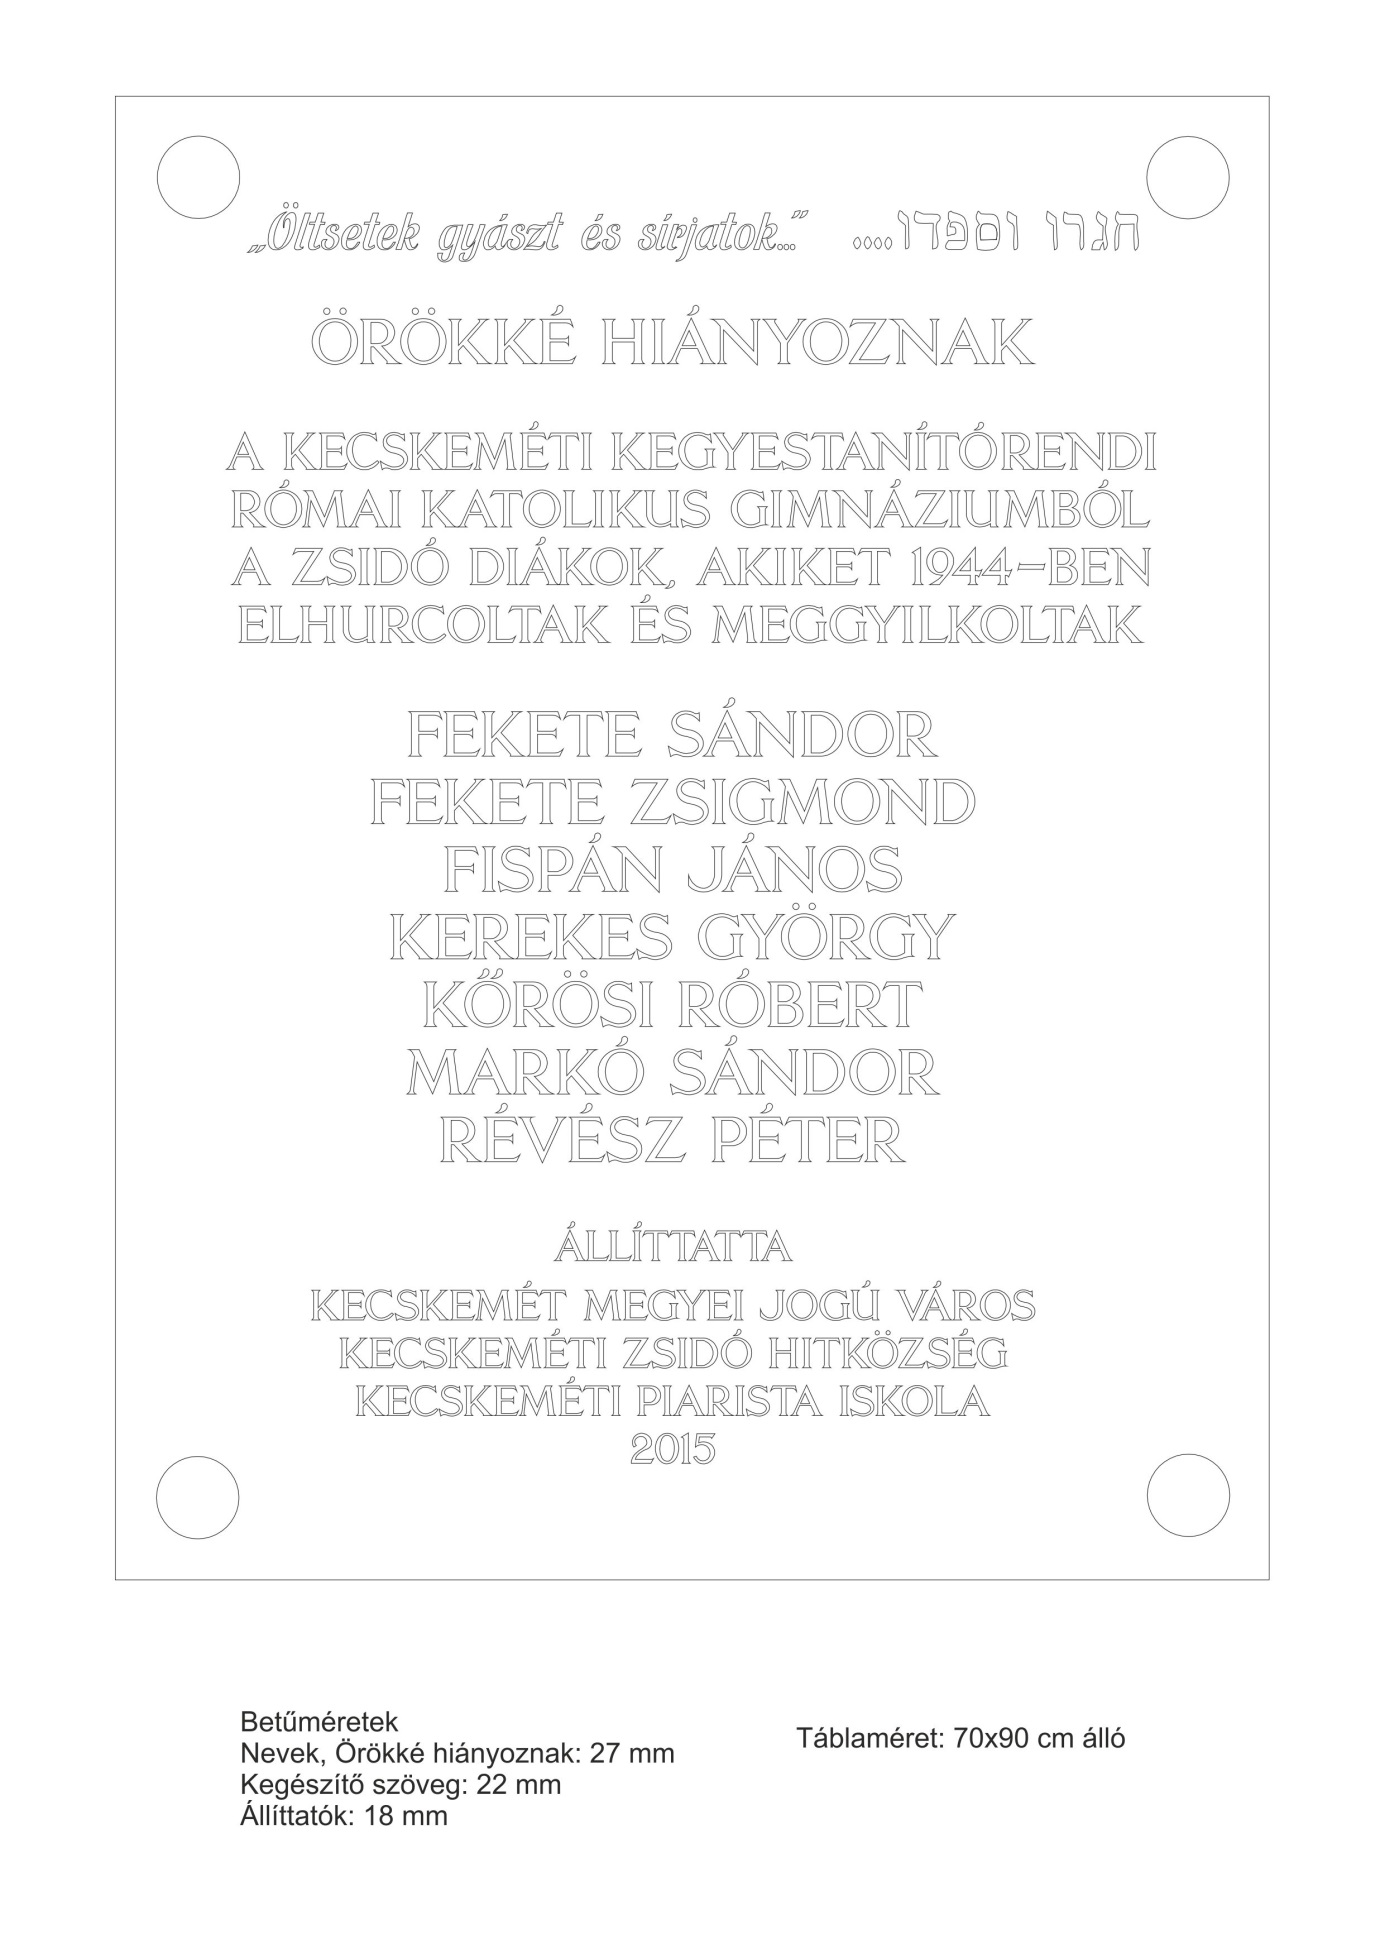 „Öltsetek gyászt és sírjatok...” חגרו וספדו....
ÖRÖKKÉ HIÁNYOZNAK
A KECSKEMÉTI KEGYESTANÍTÓRENDI
RÓMAI KATOLIKUS GIMNÁZIUMBÓL
A ZSIDÓ DIÁKOK, AKIKET 1944–BEN
ELHURCOLTAK ÉS MEGGYILKOLTAK
FEKETE SÁNDOR
FEKETE ZSIGMOND
FISPÁN JÁNOS
KEREKES GYÖRGY
KŐRÖSI RÓBERT
MARKÓ SÁNDOR
RÉVÉSZ PÉTER
ÁLLÍTTATTA
KECSKEMÉT MEGYEI JOGÚ VÁROS
KECSKEMÉTI ZSIDÓ HITKÖZSÉG
KECSKEMÉTI PIARISTA ISKOLA
2015
Betűméretek
Nevek, Örökké hiányoznak: 27 mm
Kegészítő szöveg: 22 mm
Állíttatók: 18 mm
Táblaméret: 70x90 cm álló